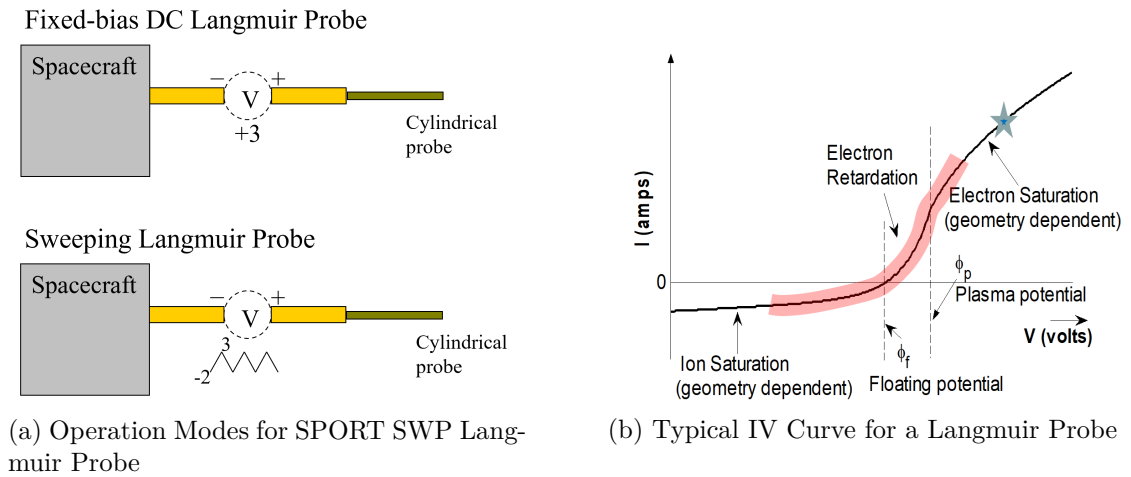 Fixed-bias DC Langmuir Probe
Spacecraft
− +
V
+3
Cylindrical
probe
Sweeping Langmuir Probe
Spacecraft
− +
V
3
-2
Cylindrical
probe
(a) Operation Modes for SPORT SWP Lang-
muir Probe
I (amps)
0
Electron
Retardation
Electron Saturation
(geometry dependent)
ϕp
Plasma potential
V (volts)
Ion Saturation
(geometry dependent)
ϕf
Floating potential
(b) Typical IV Curve for a Langmuir Probe